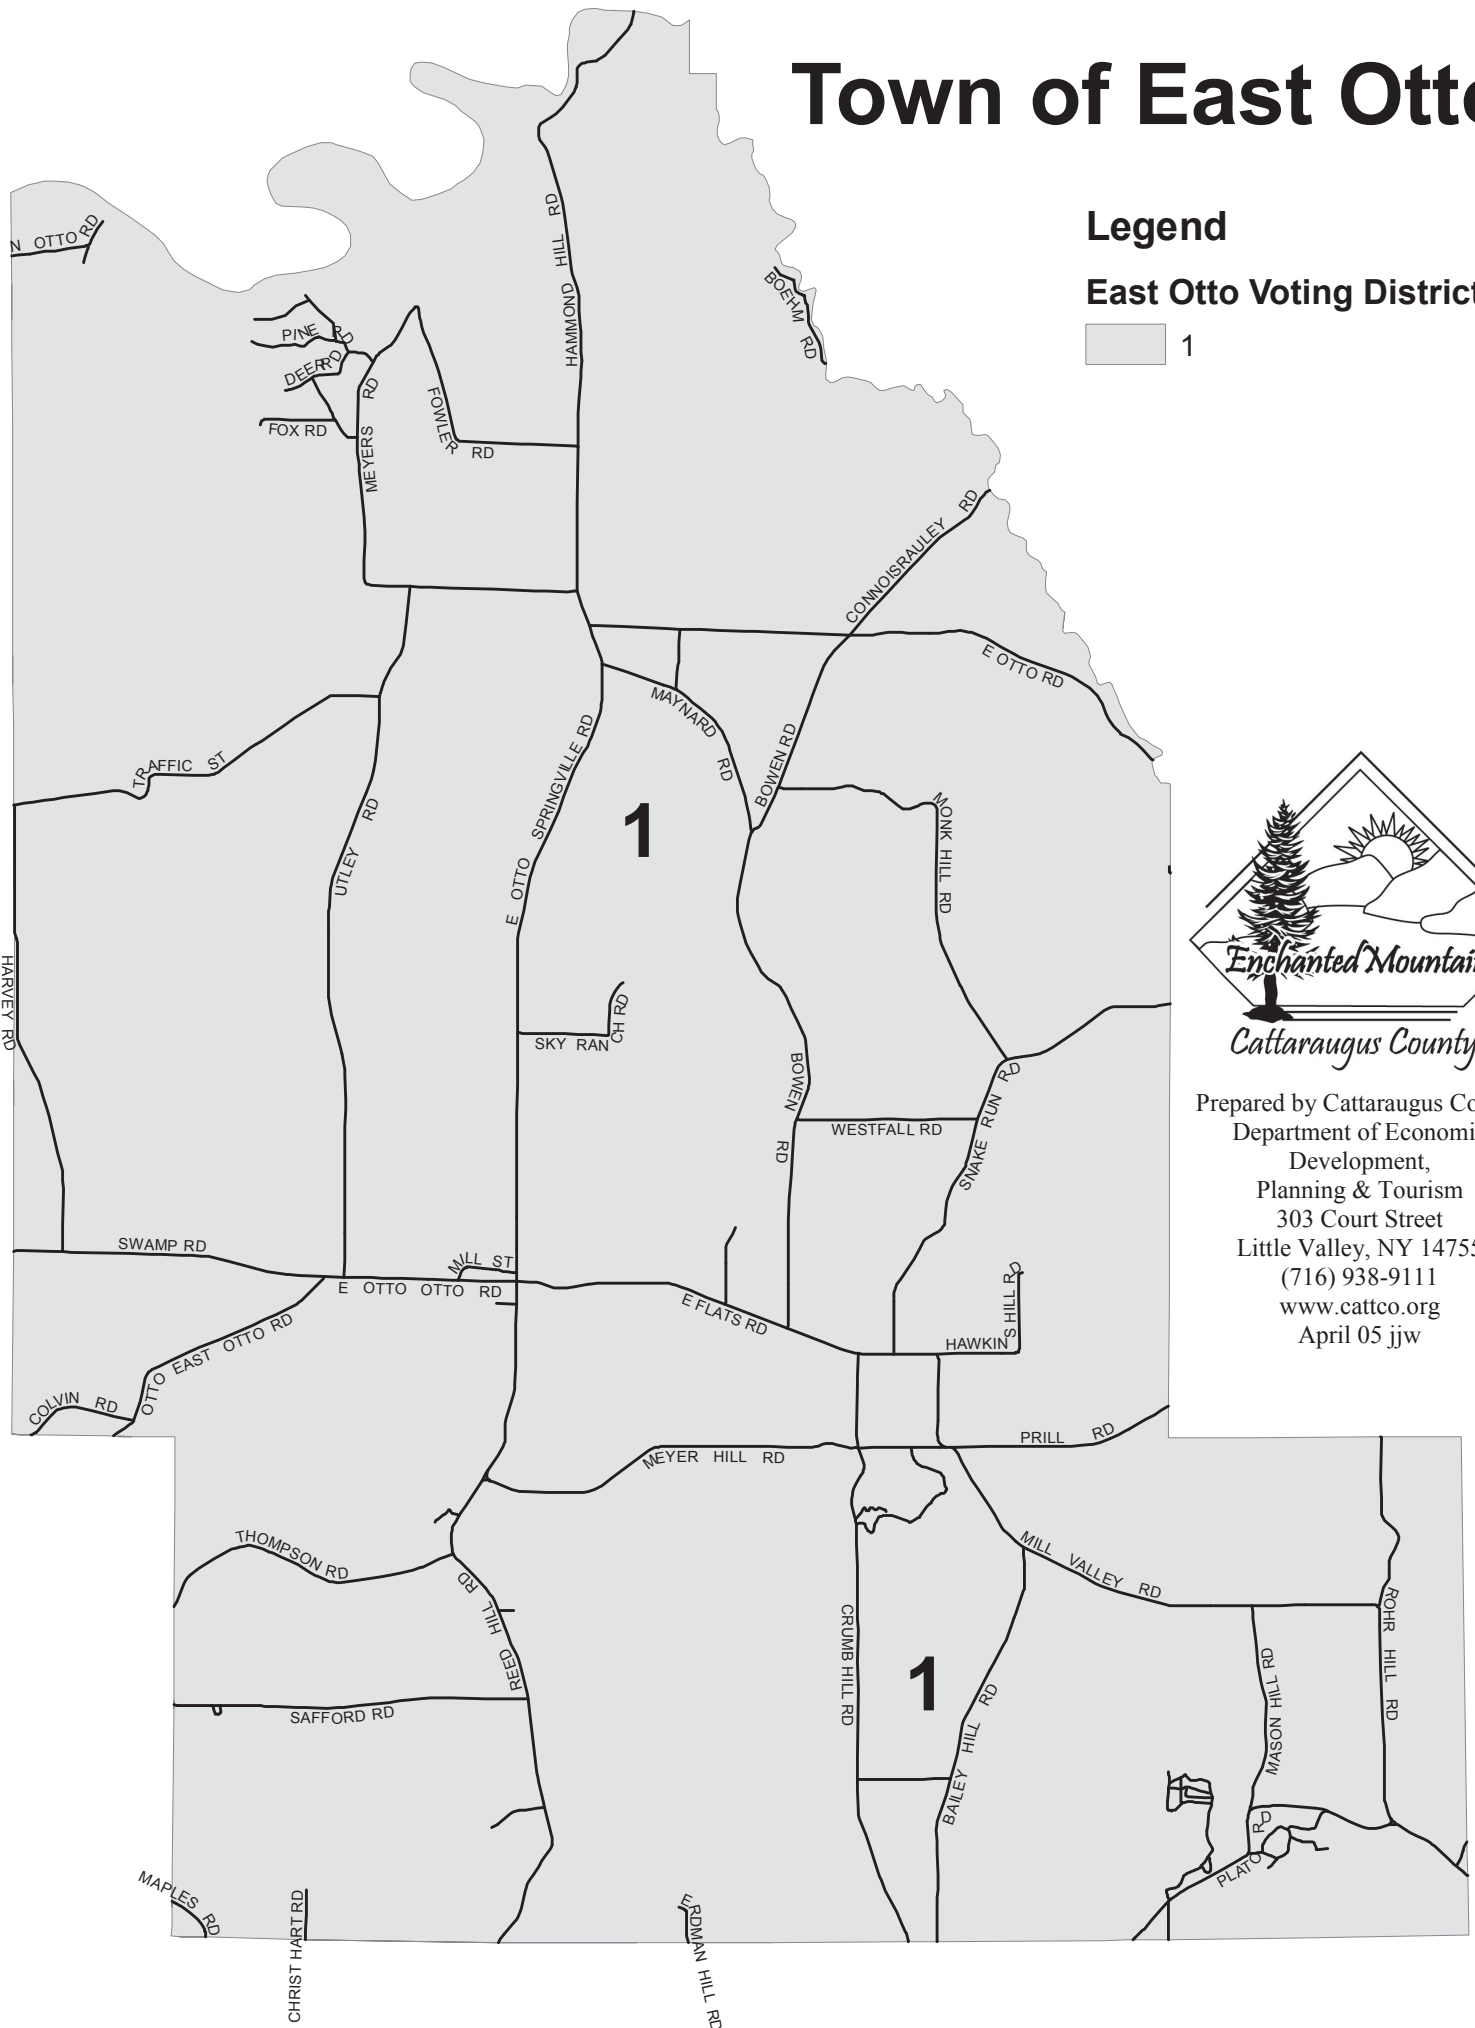 Town of East Otto
Legend
East Otto Voting District
1
N OTTO RD
HAMMOND HILL RD
BOEHM RD
PINE RD
DEER RD
FOX RD
MEYERS RD
FOWLER RD
CONNOISRAULEY RD
E OTTO RD
MAYNARD RD
BOWEN RD
TRAFFIC ST
E OTTO SPRINGVILLE RD
1
MONK HILL RD
UTLEY RD
HARVEY RD
SKY RANCH RD
BOWEN RD
WESTFALL RD
SNAKE RUN RD
Enchanted Mountai
Cattaraugus County
Prepared by Cattaraugus Co
Department of Economi
Development,
Planning & Tourism
303 Court Street
Little Valley, NY 14755
(716) 938-9111
www.cattco.org
April 05 jjw
SWAMP RD
MILL ST
E OTTO OTTO RD
E FLATS RD
HAWKINS HILL RD
OTTO EAST OTTO RD
COLVIN RD
MEYER HILL RD
PRILL RD
THOMPSON RD
REED HILL RD
MILL VALLEY RD
CRUMB HILL RD
1
BAILEY HILL RD
MASON HILL RD
ROHR HILL RD
SAFFORD RD
PLATO RD
MAPLES RD
CHRIST HART RD
ERDMAN HILL RD